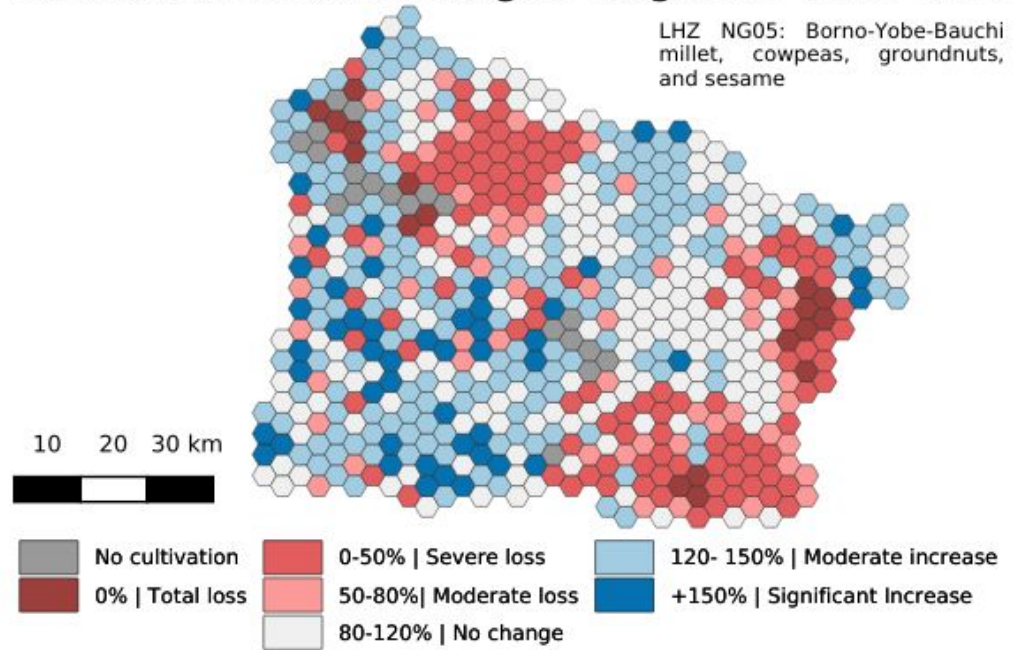 LHZ NG05: Borno-Yobe-Bauchi
millet, cowpeas, groundnuts,
and sesame
10 20 30 km
No cultivation
0% | Total loss
0-50% | Severe loss
50-80%| Moderate loss
80-120% | No change
120- 150% | Moderate increase
+150% | Significant Increase